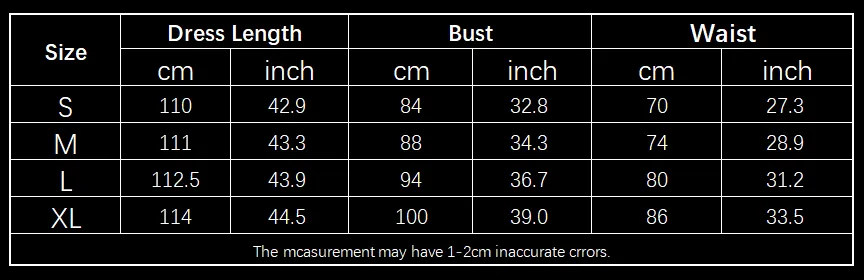 Size Dress Length Bust Waist
cm inch cm inch cm inch
S 110 42.9 84 32.8 70 27.3
M 111 43.3 88 34.3 74 28.9
L 112.5 43.9 94 36.7 80 31.2
XL 114 44.5 100 39.0 86 33.5
The mcasurement may have 1-2cm inaccurate crrors.